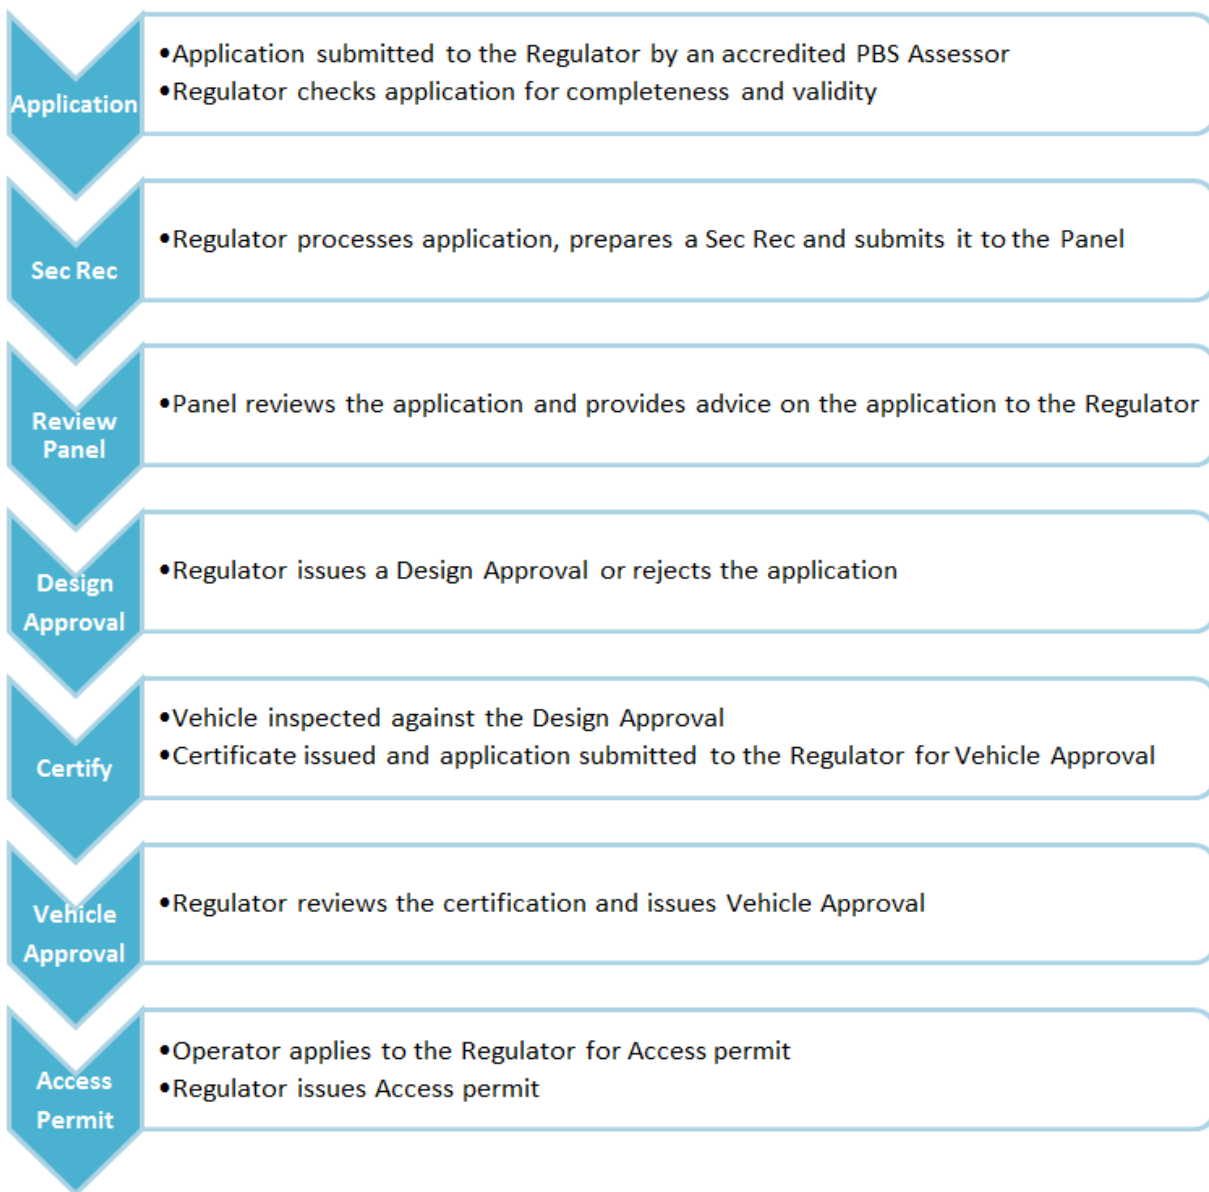 Application
•Application submitted to the Regulator by an accredited PBS Assessor
•Regulator checks application for completeness and validity
Sec Rec
•Regulator processes application, prepares a Sec Rec and submits it to the Panel
Review
Panel
•Panel reviews the application and provides advice on the application to the Regulator
Design
Approval
•Regulator issues a Design Approval or rejects the application
Certify
•Vehicle inspected against the Design Approval
•Certificate issued and application submitted to the Regulator for Vehicle Approval
Vehicle
Approval
•Regulator reviews the certification and issues Vehicle Approval
Access
Permit
•Operator applies to the Regulator for Access permit
•Regulator issues Access permit